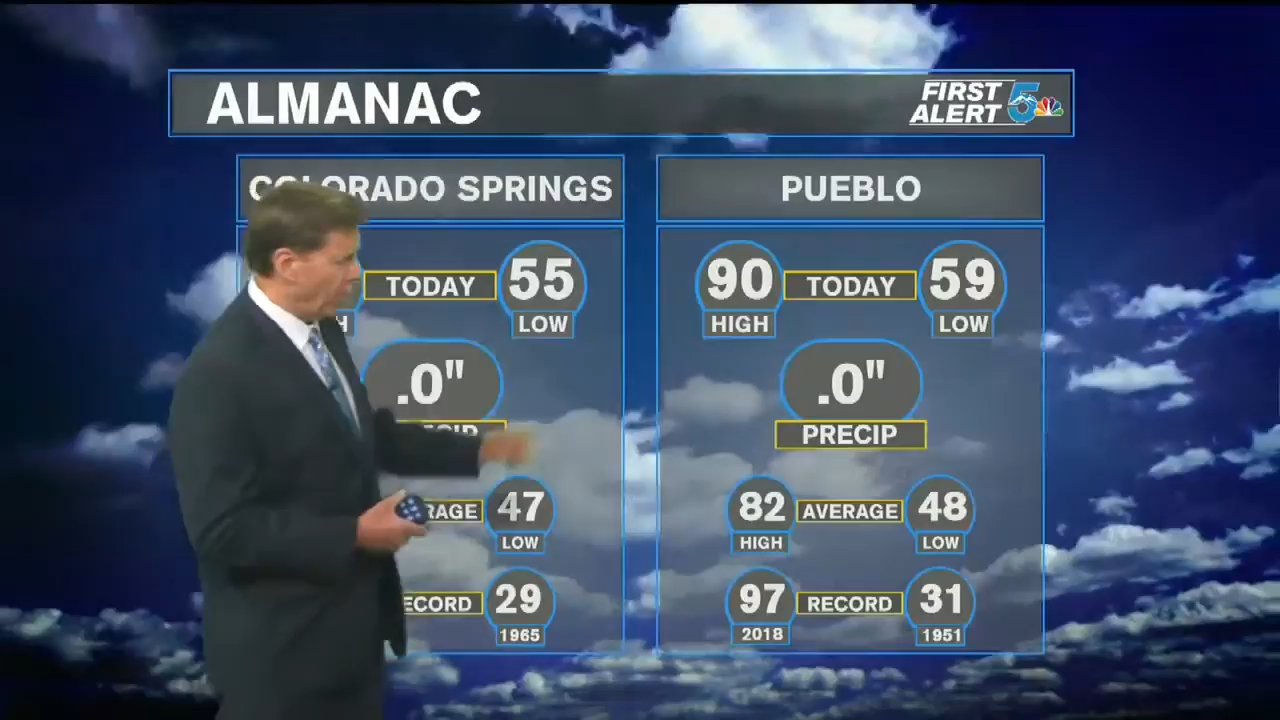 ALMANAC
FIRST
ALERT 5
COLORADO SPRINGS
TODAY
55
LOW
.0"
47
LOW
29
1965
PUEBLO
90
TODAY
59
HIGH
LOW
.0"
PRECIP
82
AVERAGE
48
HIGH
LOW
97
RECORD
31
2018
1951